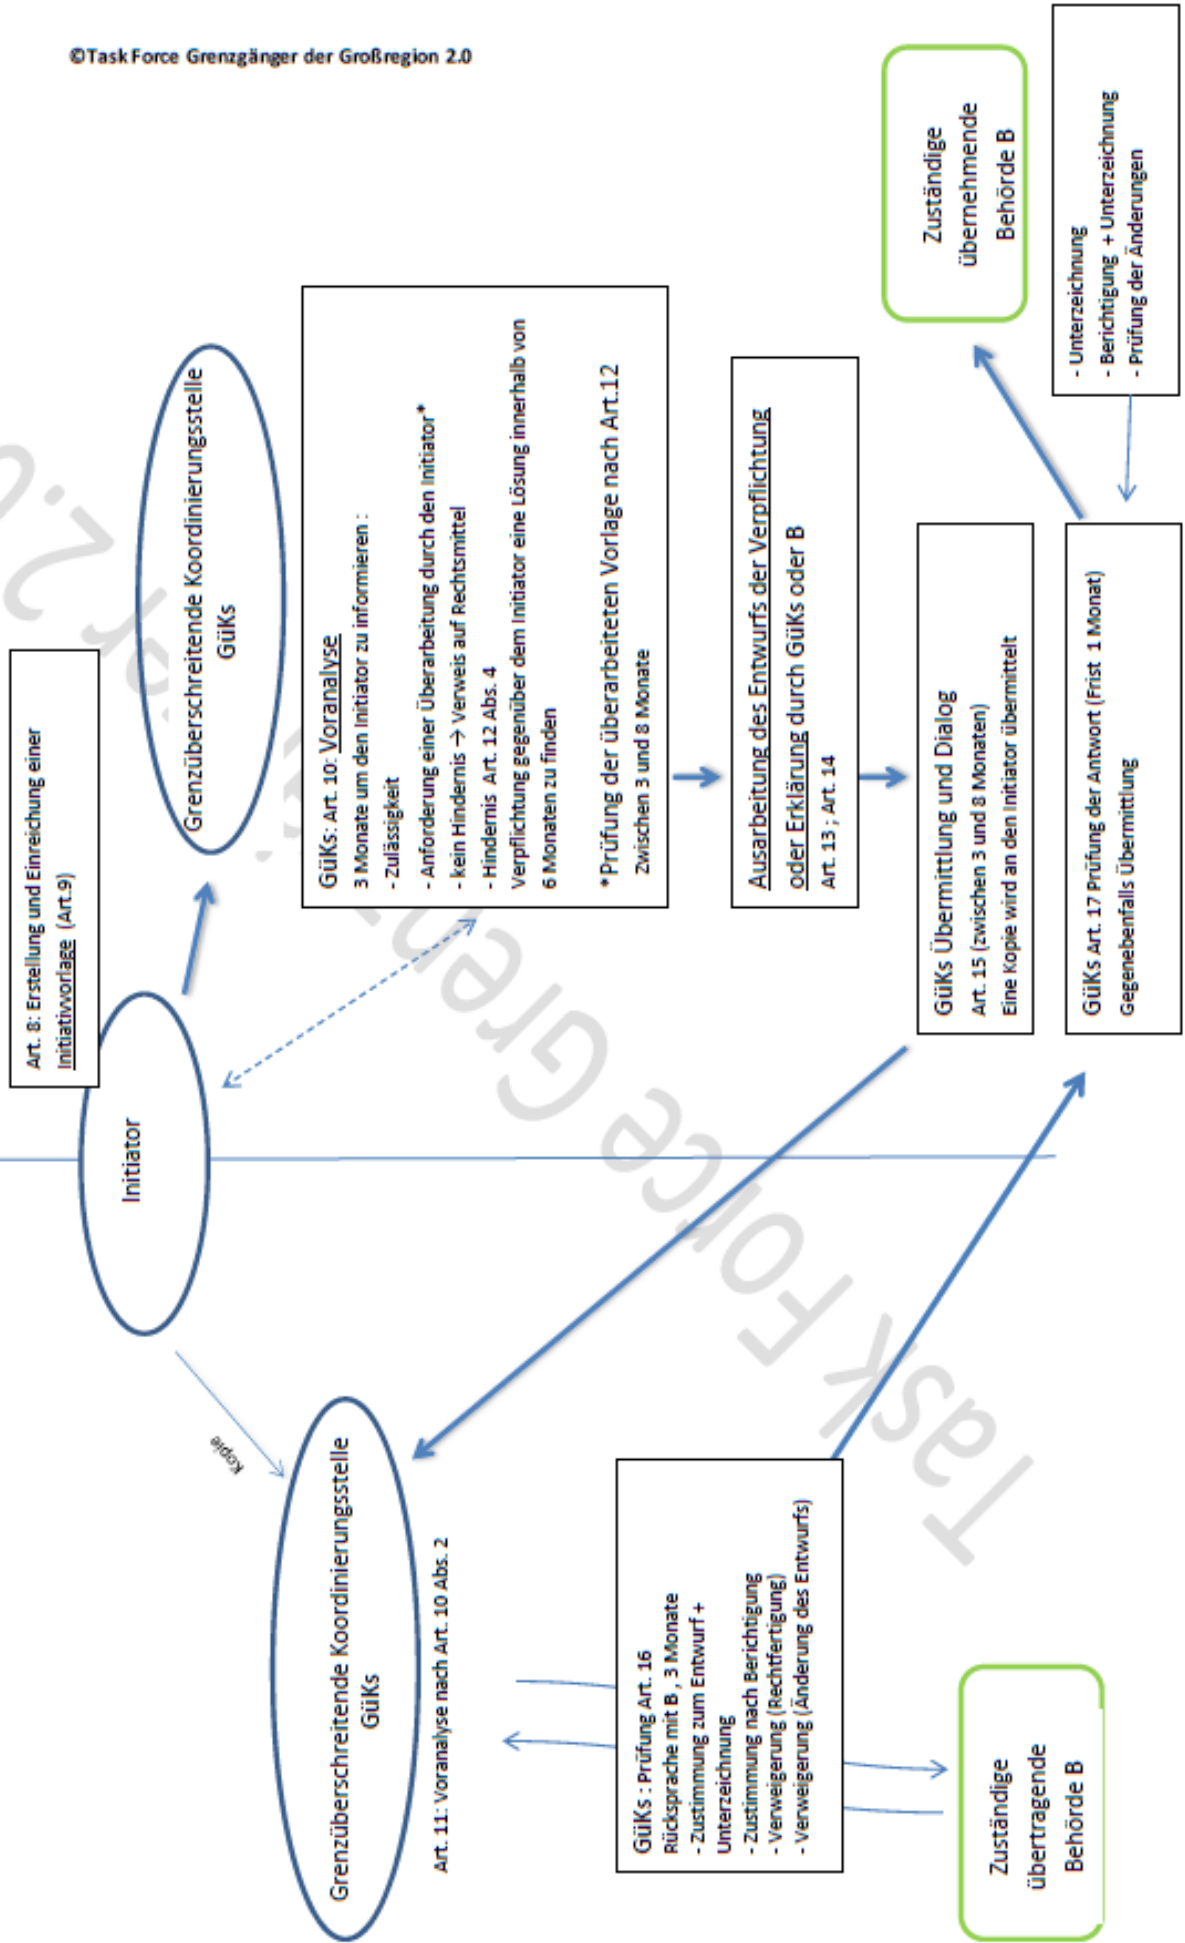 ©Task Force Grenzgänger der Großregion 2.0
Art. 8: Erstellung und Einreichung einer
Initiativvorlage (Art.9)
Initiator
Kopie
Grenzüberschreitende Koordinierungsstelle
GüKs
Art. 11: Voranalyse nach Art. 10 Abs. 2
Grenzüberschreitende Koordinierungsstelle
GüKs
GüKs: Art. 10: Voranalyse
3 Monate um den Initiator zu informieren :
- Zulässigkeit
- Anforderung einer Überarbeitung durch den Initiator*
- kein Hindernis → Verweis auf Rechtsmittel
- Hindernis Art. 12 Abs. 4
Verpflichtung gegenüber dem Initiator eine Lösung innerhalb von
6 Monaten zu finden
*Prüfung der überarbeiteten Vorlage nach Art.12
Zwischen 3 und 8 Monate
Ausarbeitung des Entwurfs der Verpflichtung
oder Erklärung durch GüKs oder B
Art. 13 ; Art. 14
GüKs : Prüfung Art. 16
Rücksprache mit B , 3 Monate
- Zustimmung zum Entwurf +
Unterzeichnung
- Zustimmung nach Berichtigung
- Verweigerung (Rechtfertigung)
- Verweigerung (Änderung des Entwurfs)
GüKs Übermittlung und Dialog
Art. 15 (zwischen 3 und 8 Monaten)
Eine Kopie wird an den Initiator übermittelt
GüKs Art. 17 Prüfung der Antwort (Frist 1 Monat)
Gegenebenfalls Übermittlung
Zuständige
übertragende
Behörde B
Zuständige
übernehmende
Behörde B
- Unterzeichnung
- Berichtigung + Unterzeichnung
- Prüfung der Änderungen